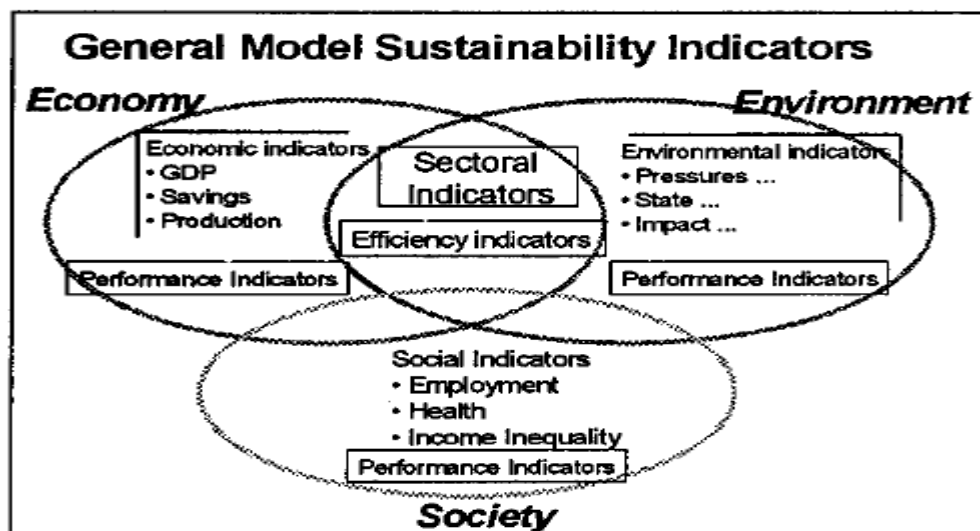 General Model Sustainability Indicators
Economy
Environment
Economic indicators
• GDP
• Savings
• Production
Performance Indicators
Sectoral
Indicators
Efficiency indicators
Environmental indicators
• Pressures ...
• State ...
• Impact ...
Performance Indicators
Social Indicators
• Employment
• Health
• Income Inequality
Performance Indicators
Society